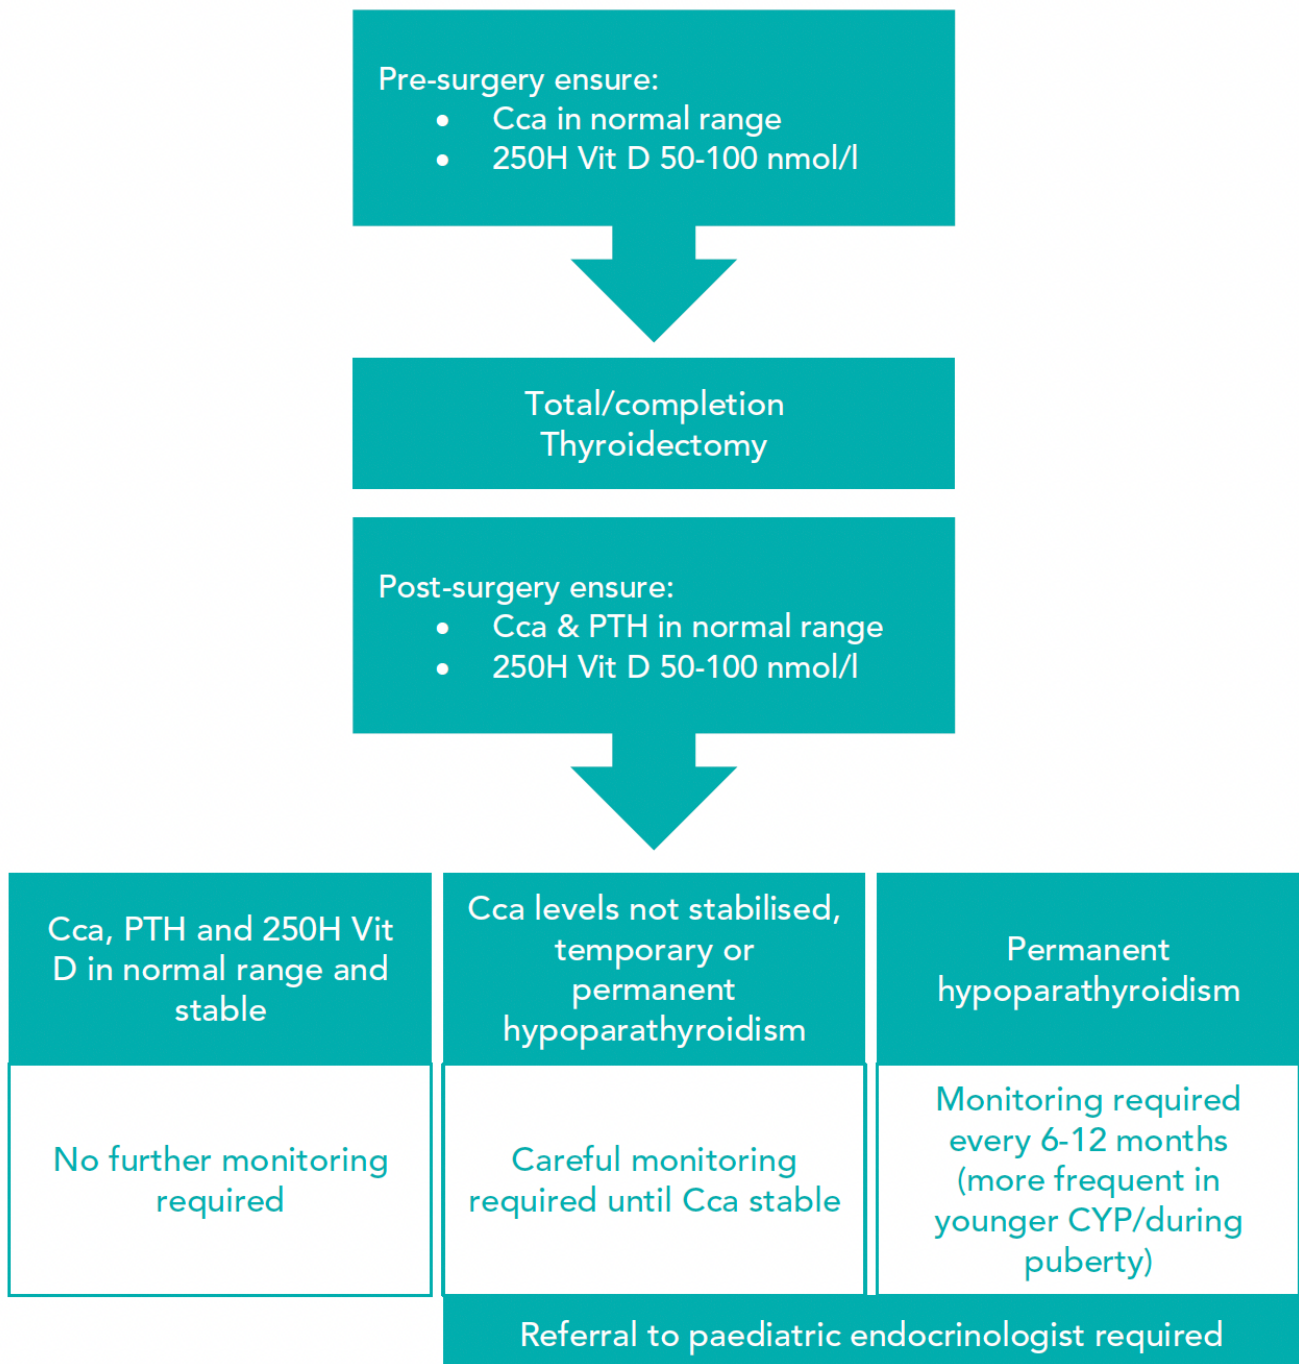 Pre-surgery ensure:
• Cca in normal range
• 250H Vit D 50-100 nmol/l
Total/completion
Thyroidectomy
Post-surgery ensure:
• Cca & PTH in normal range
• 250H Vit D 50-100 nmol/l
Cca, PTH and 250H Vit
D in normal range and
stable
No further monitoring
required
Cca levels not stabilised,
temporary or
permanent
hypoparathyroidism
Careful monitoring
required until Cca stable
Permanent
hypoparathyroidism
Monitoring required
every 6-12 months
(more frequent in
younger CYP/during
puberty)
Referral to paediatric endocrinologist required